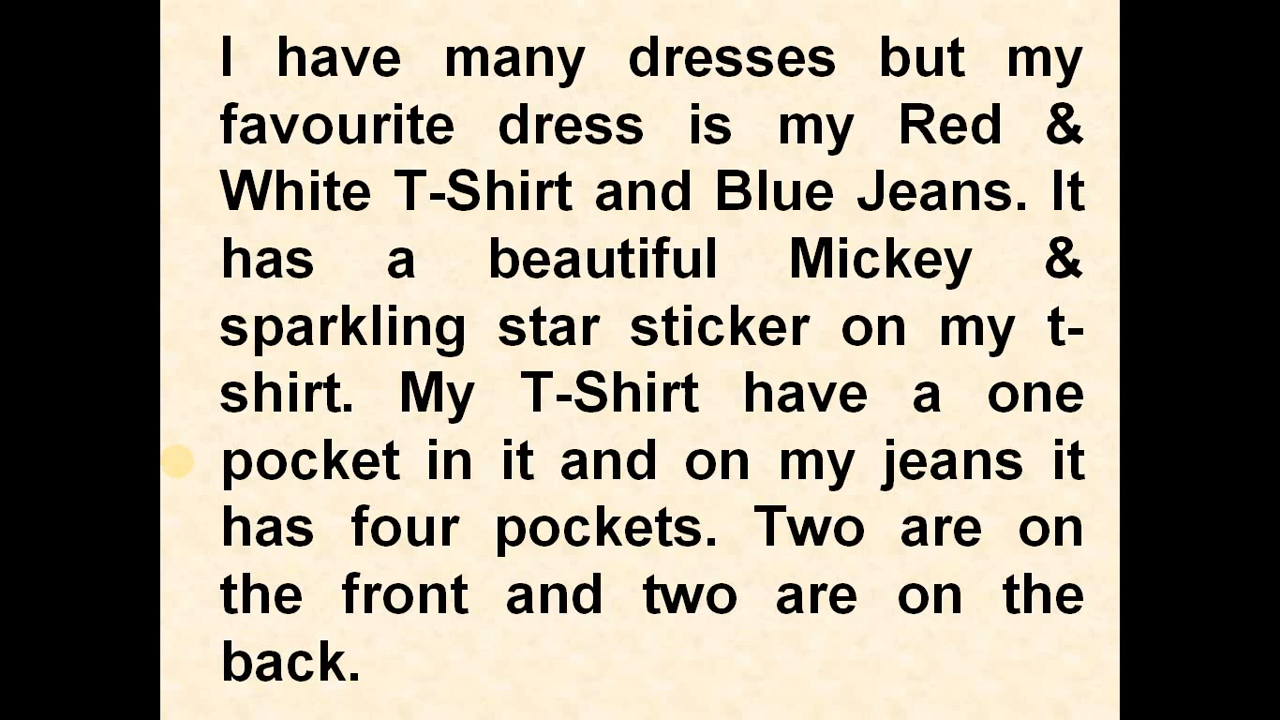 I have many dresses but my
favourite dress is my Red &
White T-Shirt and Blue Jeans. It
has a beautiful Mickey &
sparkling star sticker on my t-
shirt. My T-Shirt have a one
pocket in it and on my jeans it
has four pockets. Two are on
the front and two are on the
back.